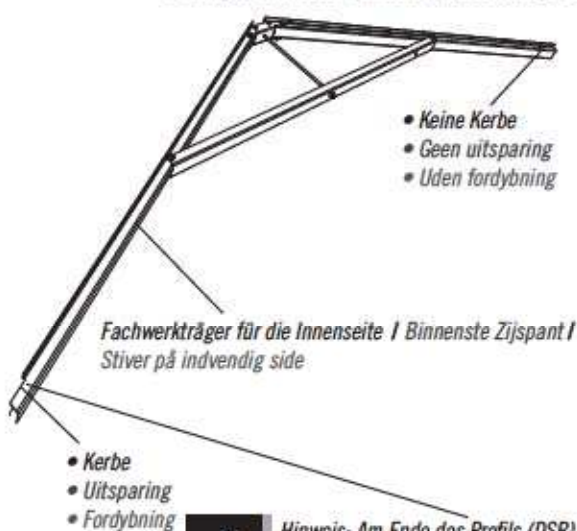 • Keine Kerbe
• Geen uitsparing
• Uden fordybning
Fachwerkträger für die Innenseite / Binnenste Zijspant /
Stiver på indvendig side
• Kerbe
• Uitsparing
• Fordybning
Hinweis: Am Ende des Profils